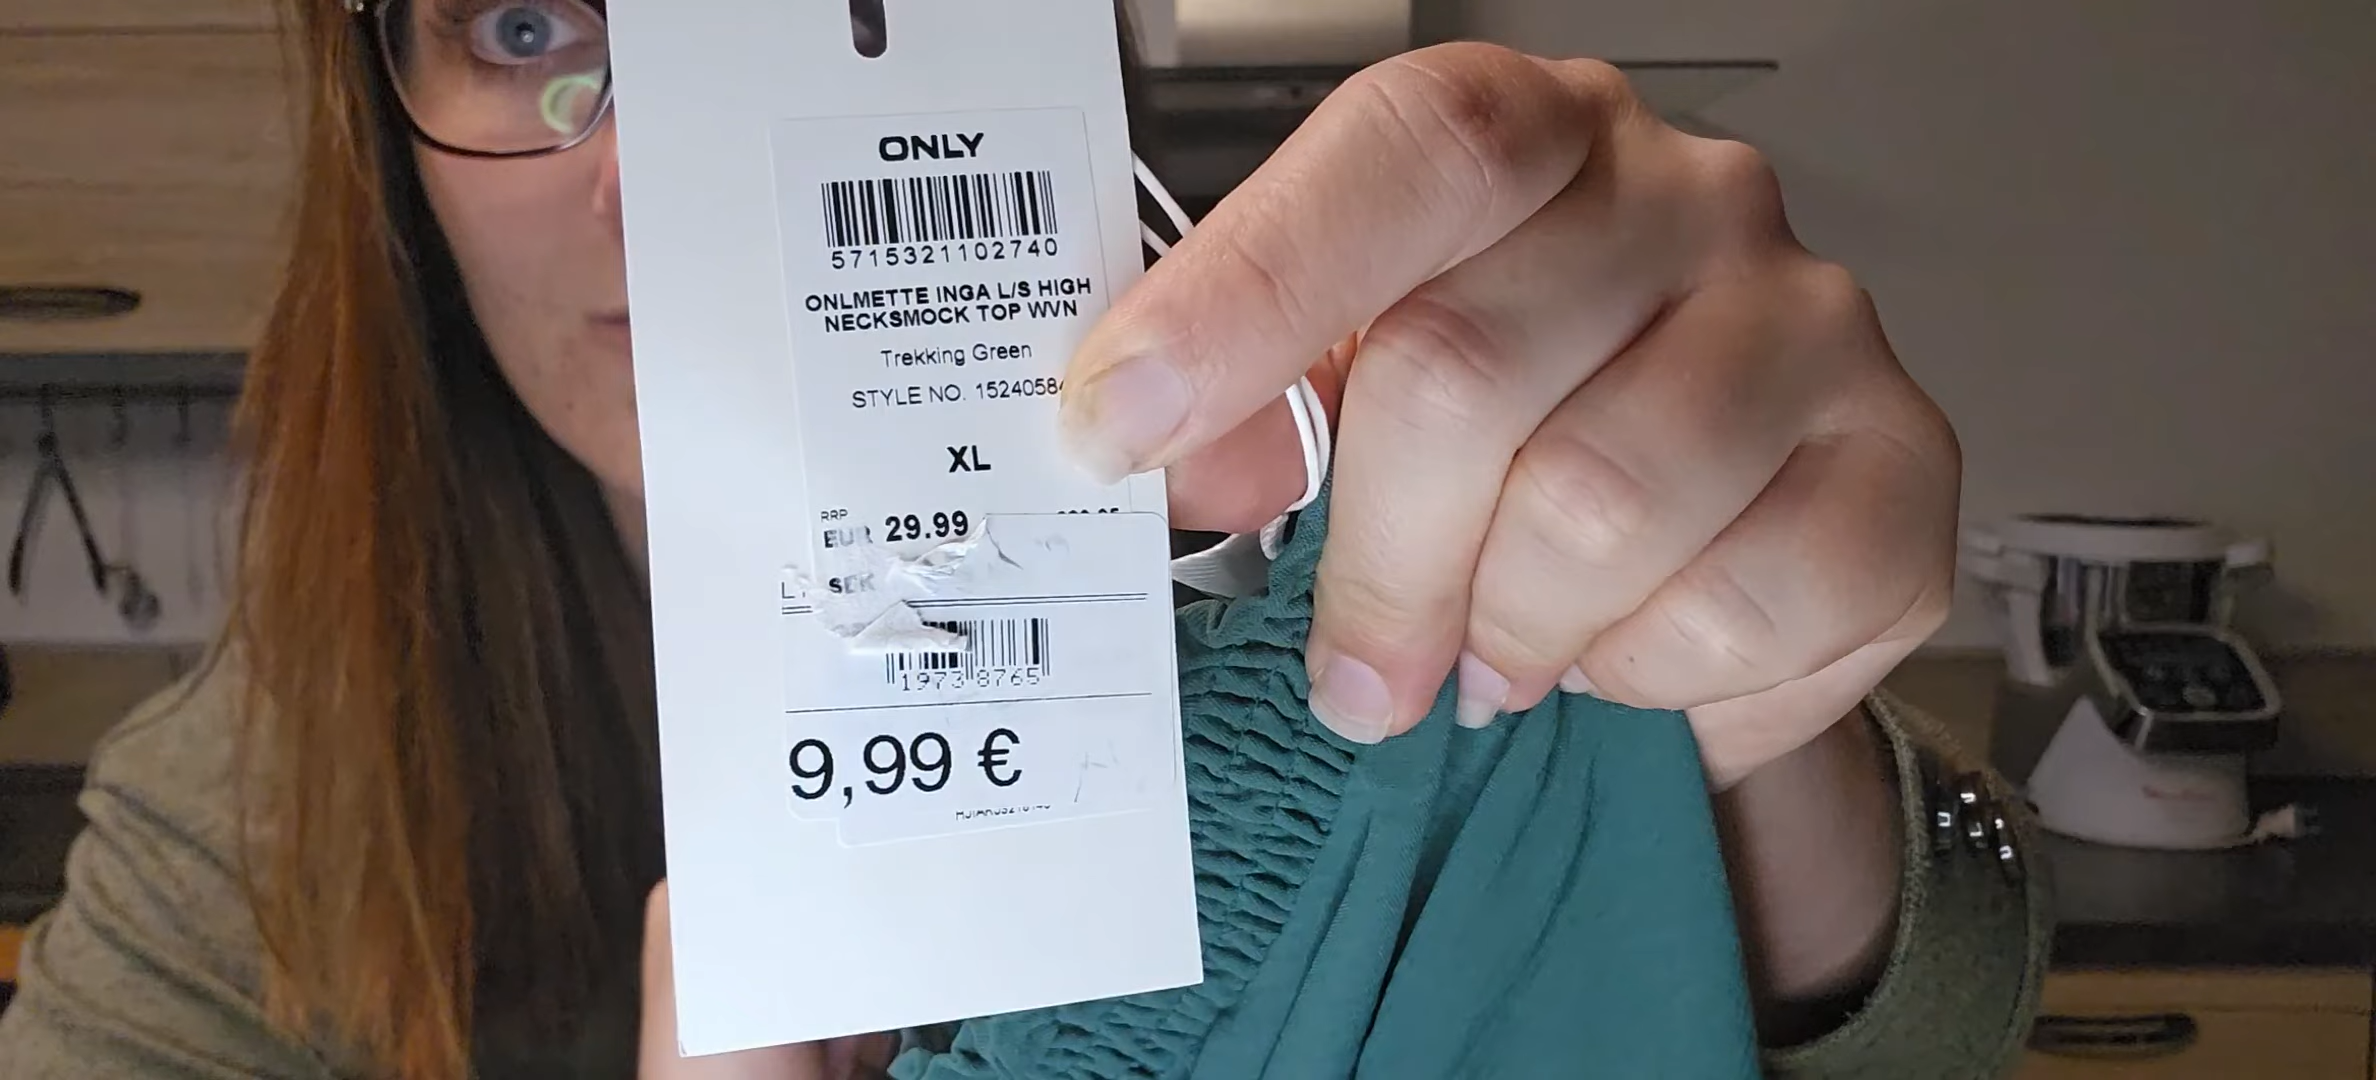 ONLY
5715321102740
ONLMETTE INGA L/S HIGH
NECKSMOCK TOP WVN
Trekking Green
STYLE NO. 1524058
XL
RRP
EUR 29.99
SEK
1973 8765
9,99 €